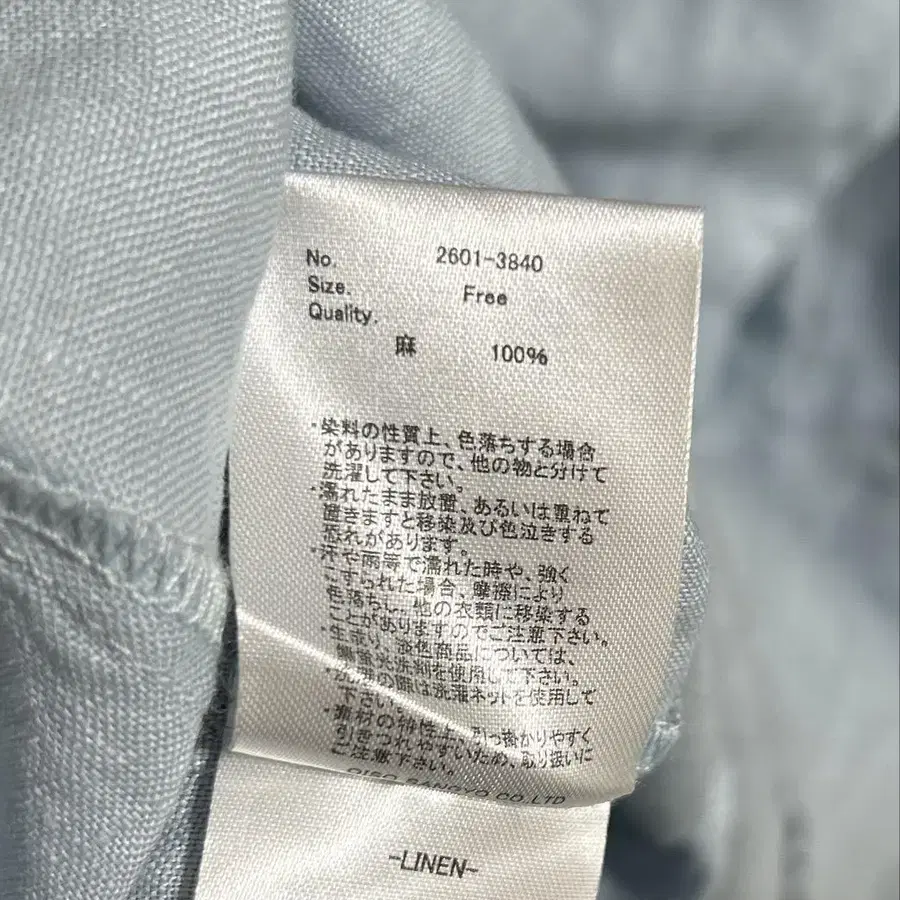 No. 2601-3840
Size. Free
Quality.
麻 100%
・染料の性質上、色落ちする場合
がありますので、他の物と分けて
洗濯して下さい。
・濡れたまま放置、あるいは重ねて
置きますと移染及び色泣きする
恐れがあります。
・汗や雨等で濡れた時や、強く
こすられた場合、摩擦により
色落ちし、他の衣類に移染する
ことがありますのでご注意下さい。
・生成り、淡色商品については、
無蛍光洗剤を使用して下さい。
・洗濯の際は洗濯ネットを使用して
下さい。
・素材の特性上、引っ掛かりやすく
引きつれやすいため、取り扱いに
ご注意下さい。
SANGYO CO.,LTD
-LINEN-